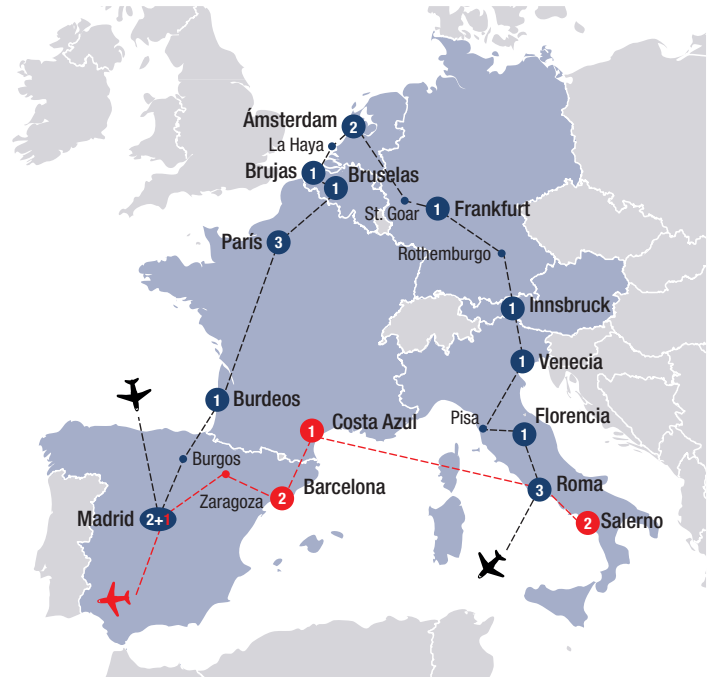 Ámsterdam
2
La Haya
Brujas
1
Bruselas
1
St. Goar
1
Frankfurt
París
3
Rothemburgo
1
Innsbruck
1
Venecia
1
Burdeos
1
Costa Azul
Pisa
1
Florencia
Burgos
Zaragoza
2
Barcelona
3
Roma
Madrid
2+1
2
Salerno